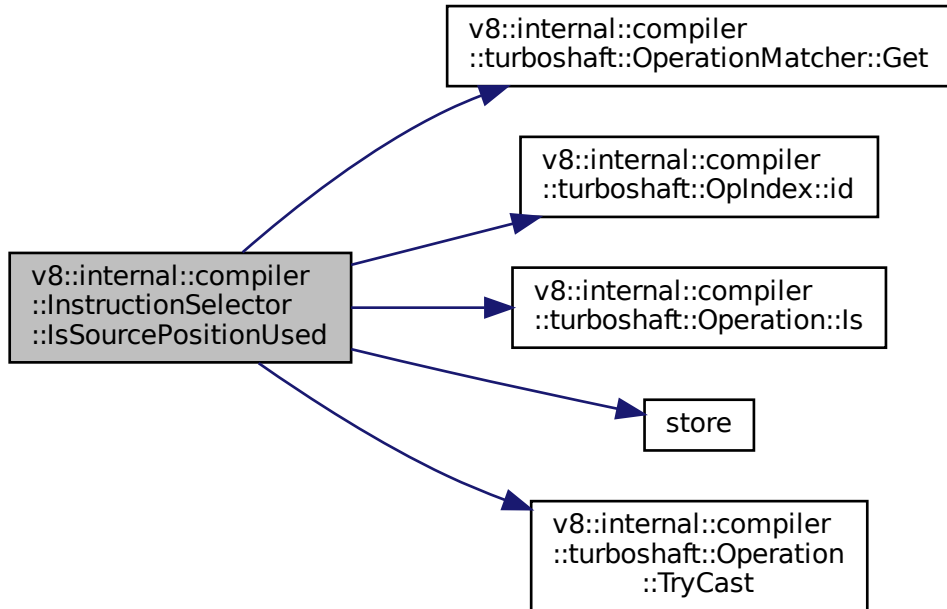 v8::internal::compiler
::turboshaft::OperationMatcher::Get
v8::internal::compiler
::turboshaft::OpIndex::id
v8::internal::compiler
::InstructionSelector
::IsSourcePositionUsed
v8::internal::compiler
::turboshaft::Operation::Is
store
v8::internal::compiler
::turboshaft::Operation
::TryCast